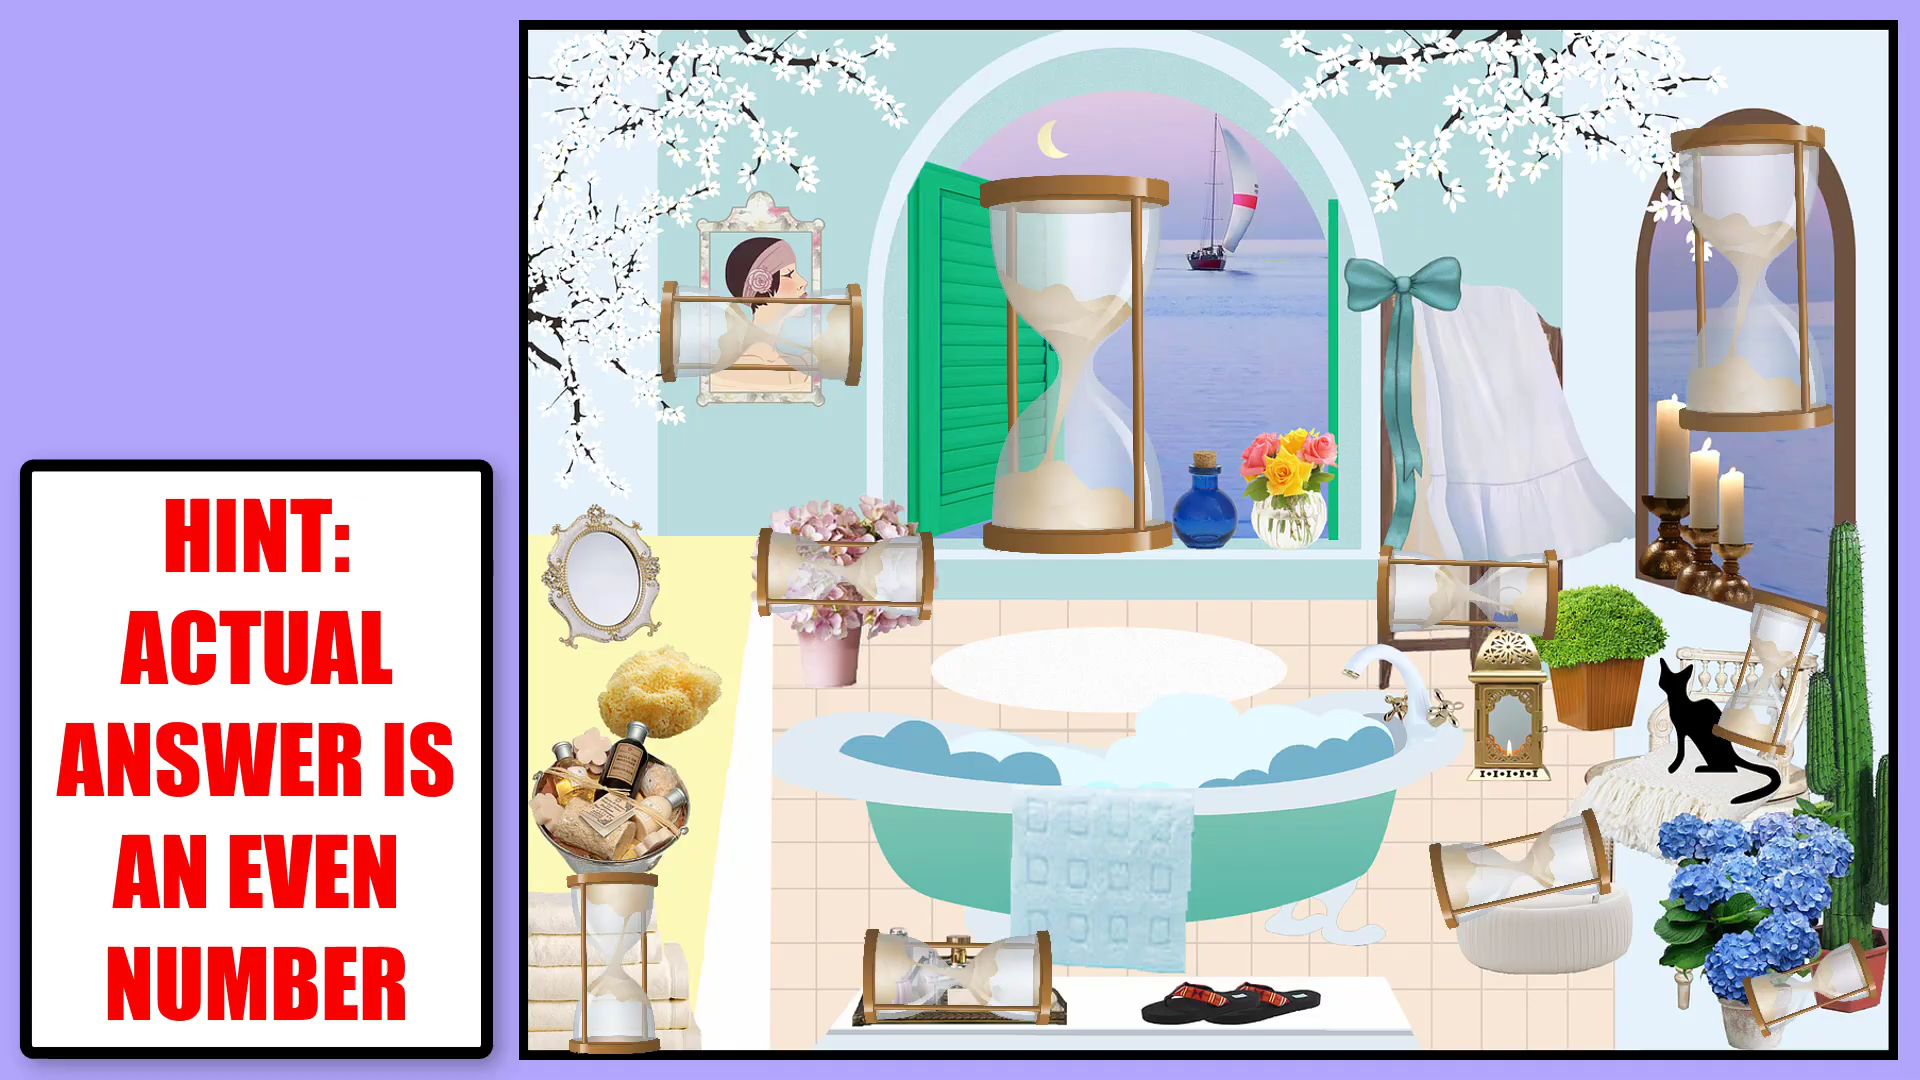 HINT:
ACTUAL
ANSWER IS
AN EVEN
NUMBER